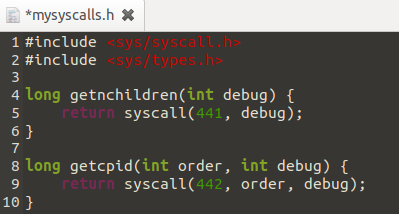 *mysyscalls.h
1 #include <sys/syscall.h>
2 #include <sys/types.h>
3
4 long getnchildren(int debug) {
5     return syscall(441, debug);
6 }
7
8 long getcpid(int order, int debug) {
9     return syscall(442, order, debug);
10 }